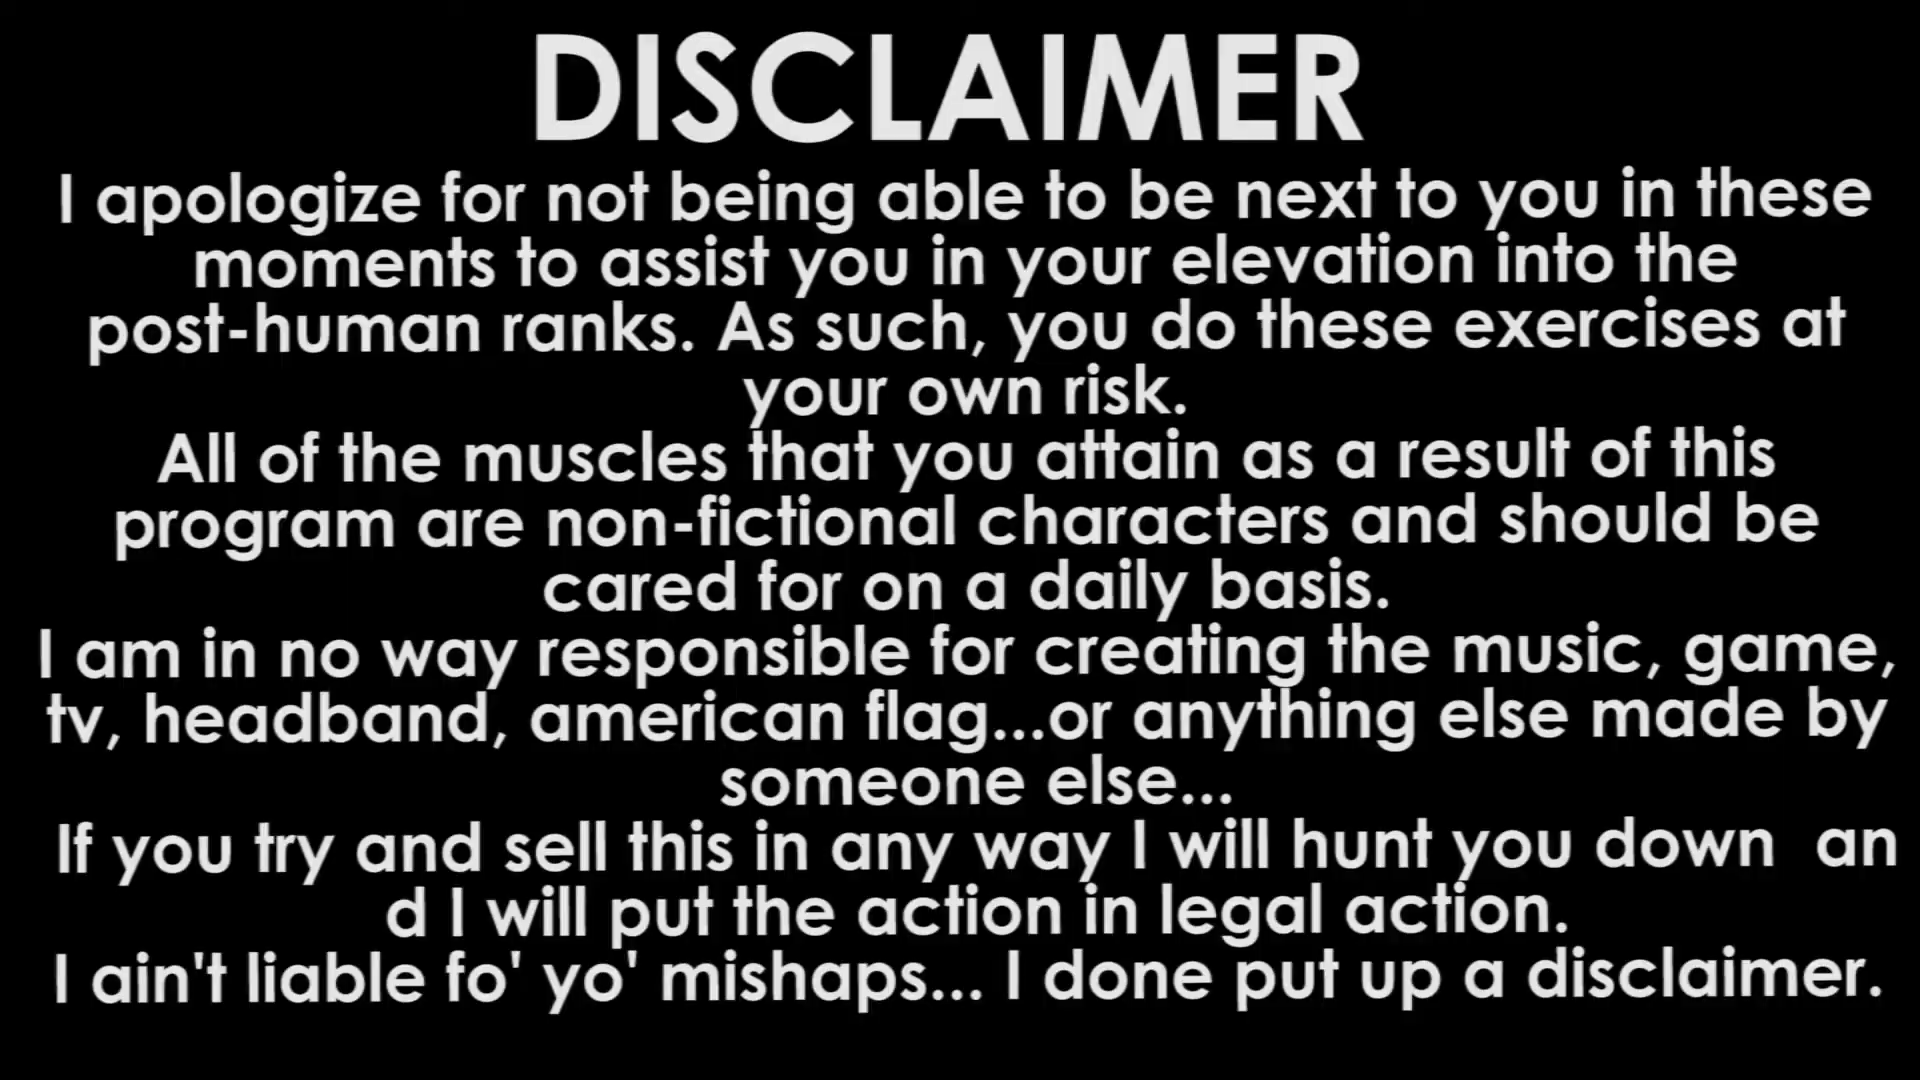 DISCLAIMER
I apologize for not being able to be next to you in these
moments to assist you in your elevation into the
post-human ranks. As such, you do these exercises at
your own risk.
All of the muscles that you attain as a result of this
program are non-fictional characters and should be
cared for on a daily basis.
I am in no way responsible for creating the music, game,
tv, headband, american flag...or anything else made by
someone else...
If you try and sell this in any way I will hunt you down  an
d I will put the action in legal action.
I ain't liable fo' yo' mishaps... I done put up a disclaimer.